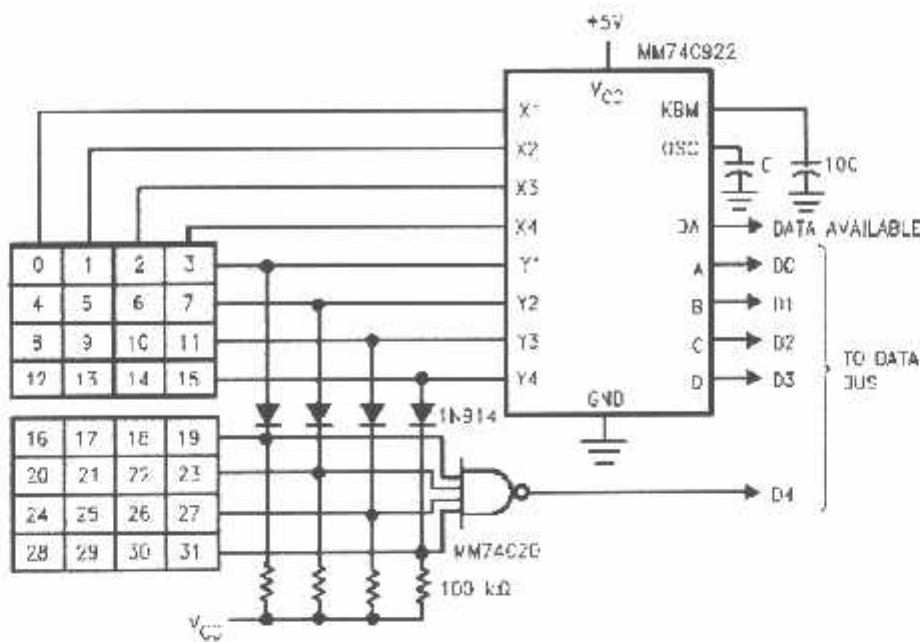 +5V
MM74C922
VCC
X1
KBM
X2
OSC
C
10C
X3
X4
DA
DATA AVAILABLE
0 1 2 3
Y1
A
D0
4 5 6 7
Y2
B
D1
8 9 10 11
Y3
C
D2
12 13 14 15
Y4
D
D3
TO DATA
BUS
GND
1N914
16 17 18 19
20 21 22 23
24 25 26 27
28 29 30 31
D4
MM74C20
100 kΩ
VCC